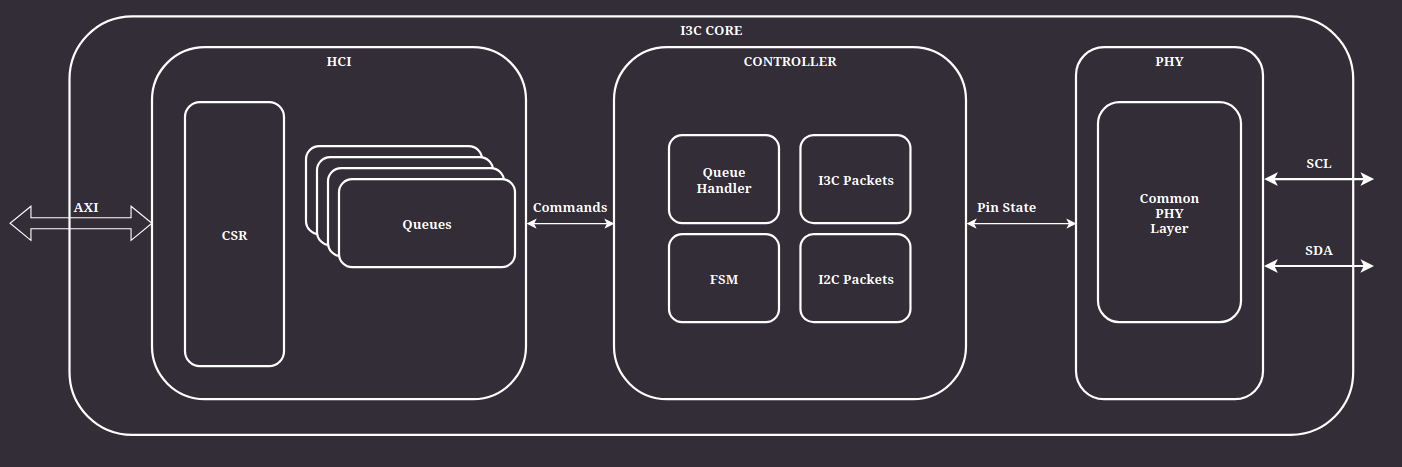 I3C CORE
HCI
CONTROLLER
PHY
AXI
CSR
Queues
Commands
Queue
Handler
I3C Packets
FSM
I2C Packets
Pin State
Common
PHY
Layer
SCL
SDA